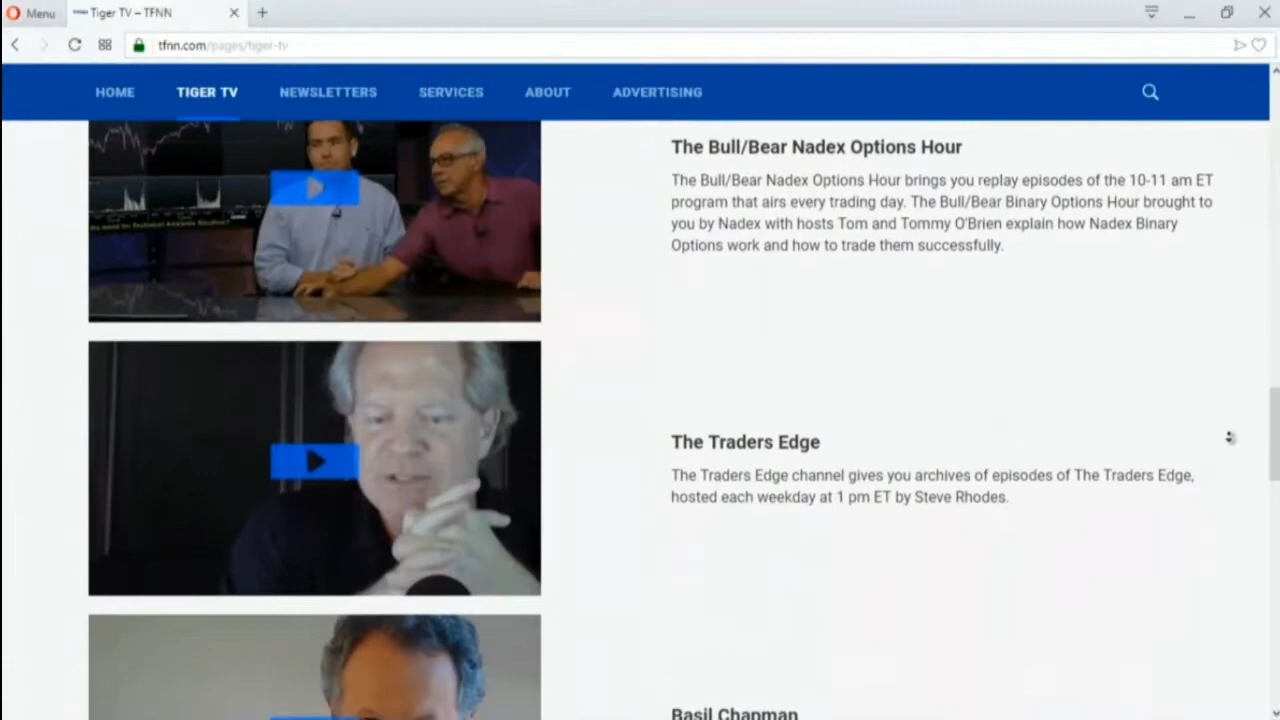 Menu
Tiger TV – TFNN
tfnn.com/pages/tiger-tv
HOME
TIGER TV
NEWSLETTERS
SERVICES
ABOUT
ADVERTISING
The Bull/Bear Nadex Options Hour
The Bull/Bear Nadex Options Hour brings you replay episodes of the 10-11 am ET
program that airs every trading day. The Bull/Bear Binary Options Hour brought to
you by Nadex with hosts Tom and Tommy O'Brien explain how Nadex Binary
Options work and how to trade them successfully.
The Traders Edge
The Traders Edge channel gives you archives of episodes of The Traders Edge,
hosted each weekday at 1 pm ET by Steve Rhodes.
Basil Chapman